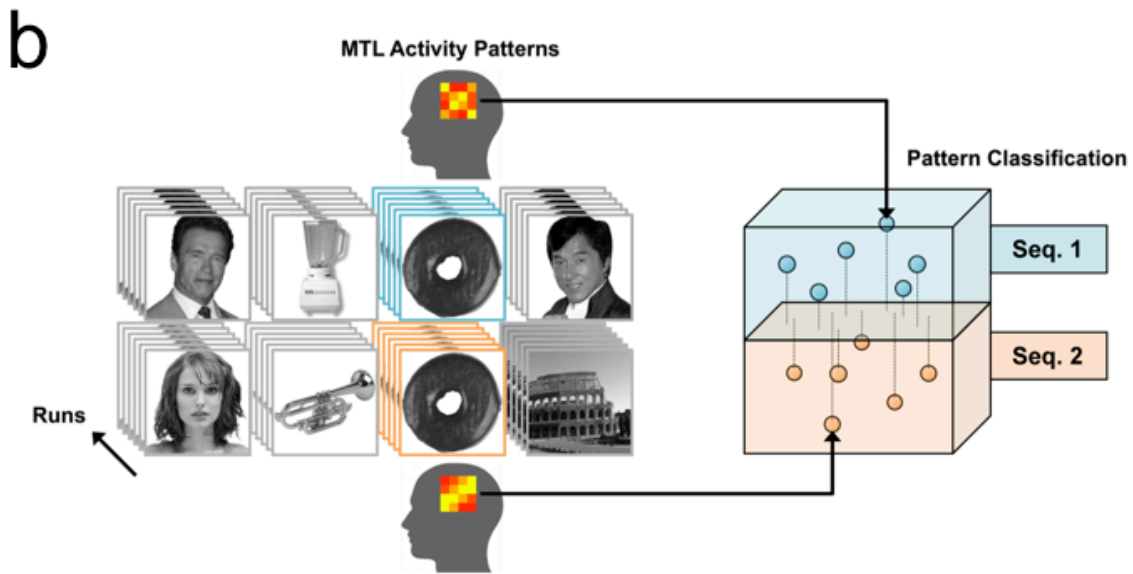 b
MTL Activity Patterns
Pattern Classification
Seq. 1
Seq. 2
Runs